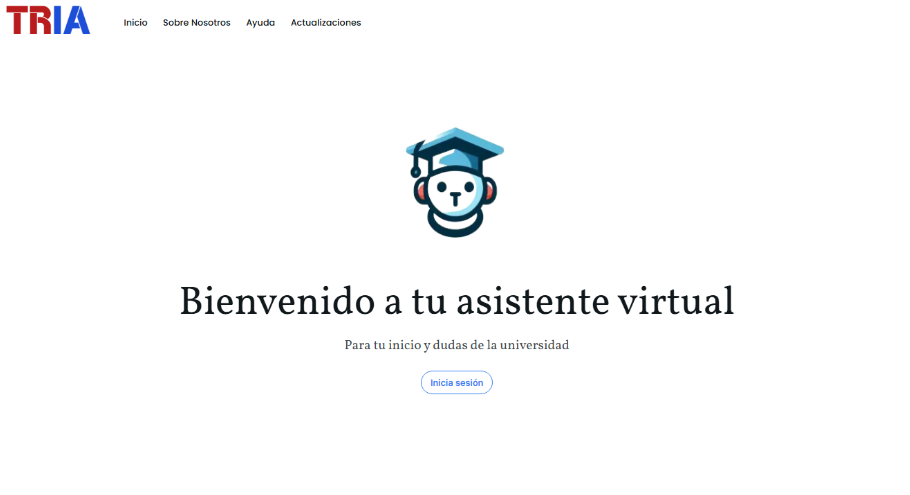 TRIA
Inicio Sobre Nosotros Ayuda Actualizaciones
Bienvenido a tu asistente virtual
Para tu inicio y dudas de la universidad
Inicia sesión